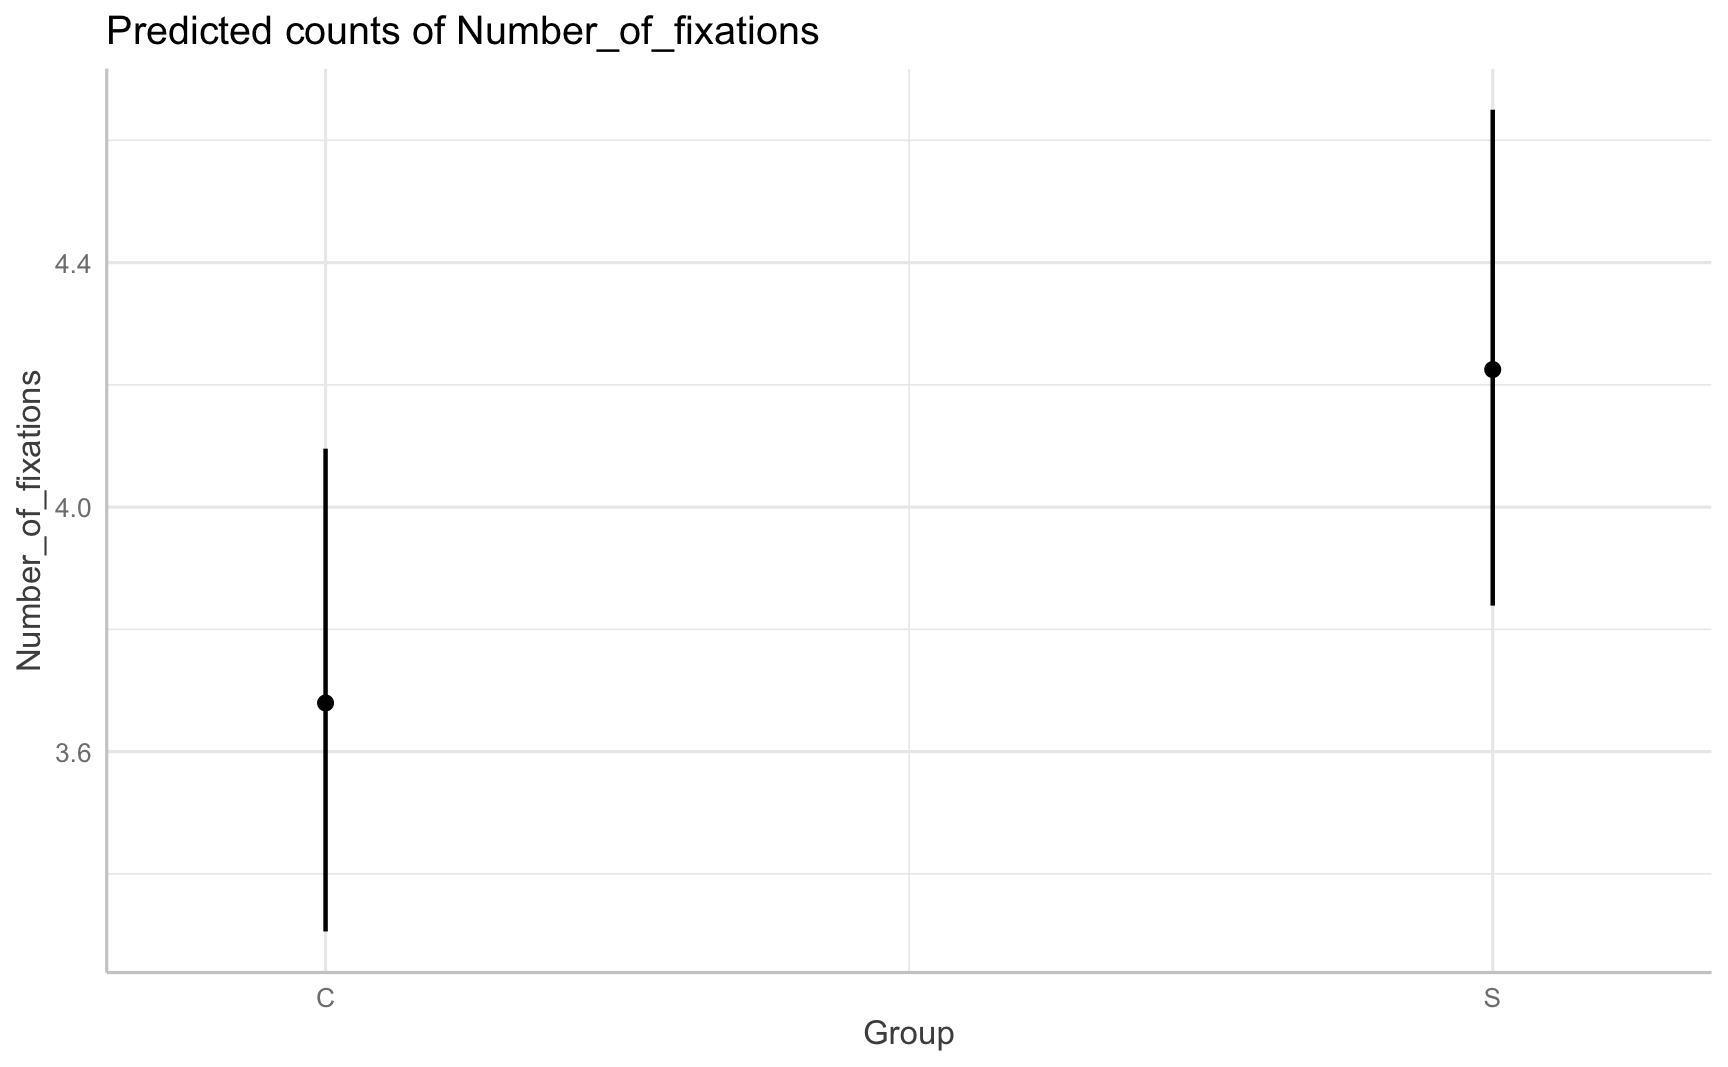 Predicted counts of Number_of_fixations
Number_of_fixations
4.4
4.0
3.6
C
S
Group